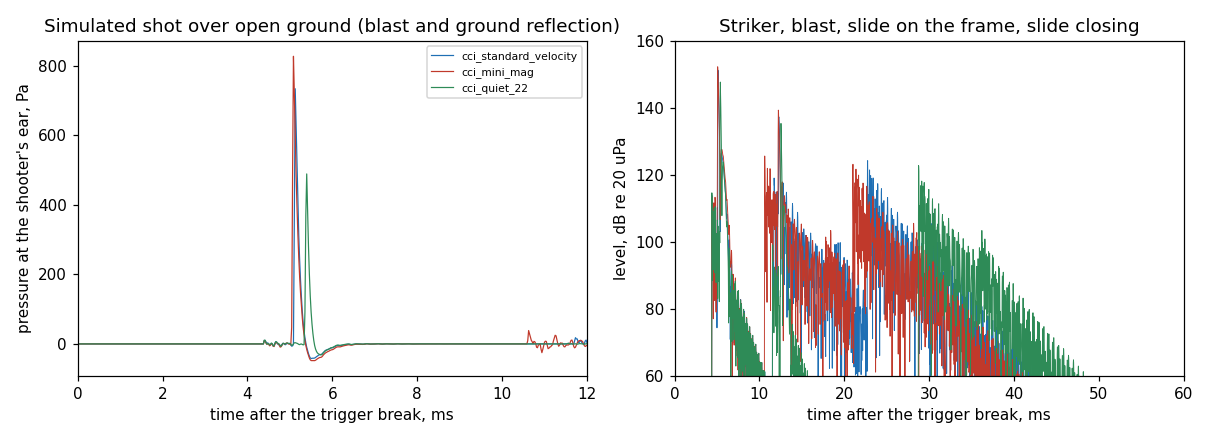 Simulated shot over open ground (blast and ground reflection)
pressure at the shooter's ear, Pa
800
600
400
200
0
cci_standard_velocity
cci_mini_mag
cci_quiet_22
0 2 4 6 8 10 12
time after the trigger break, ms
Striker, blast, slide on the frame, slide closing
level, dB re 20 uPa
160
140
120
100
80
60
0 10 20 30 40 50 60
time after the trigger break, ms